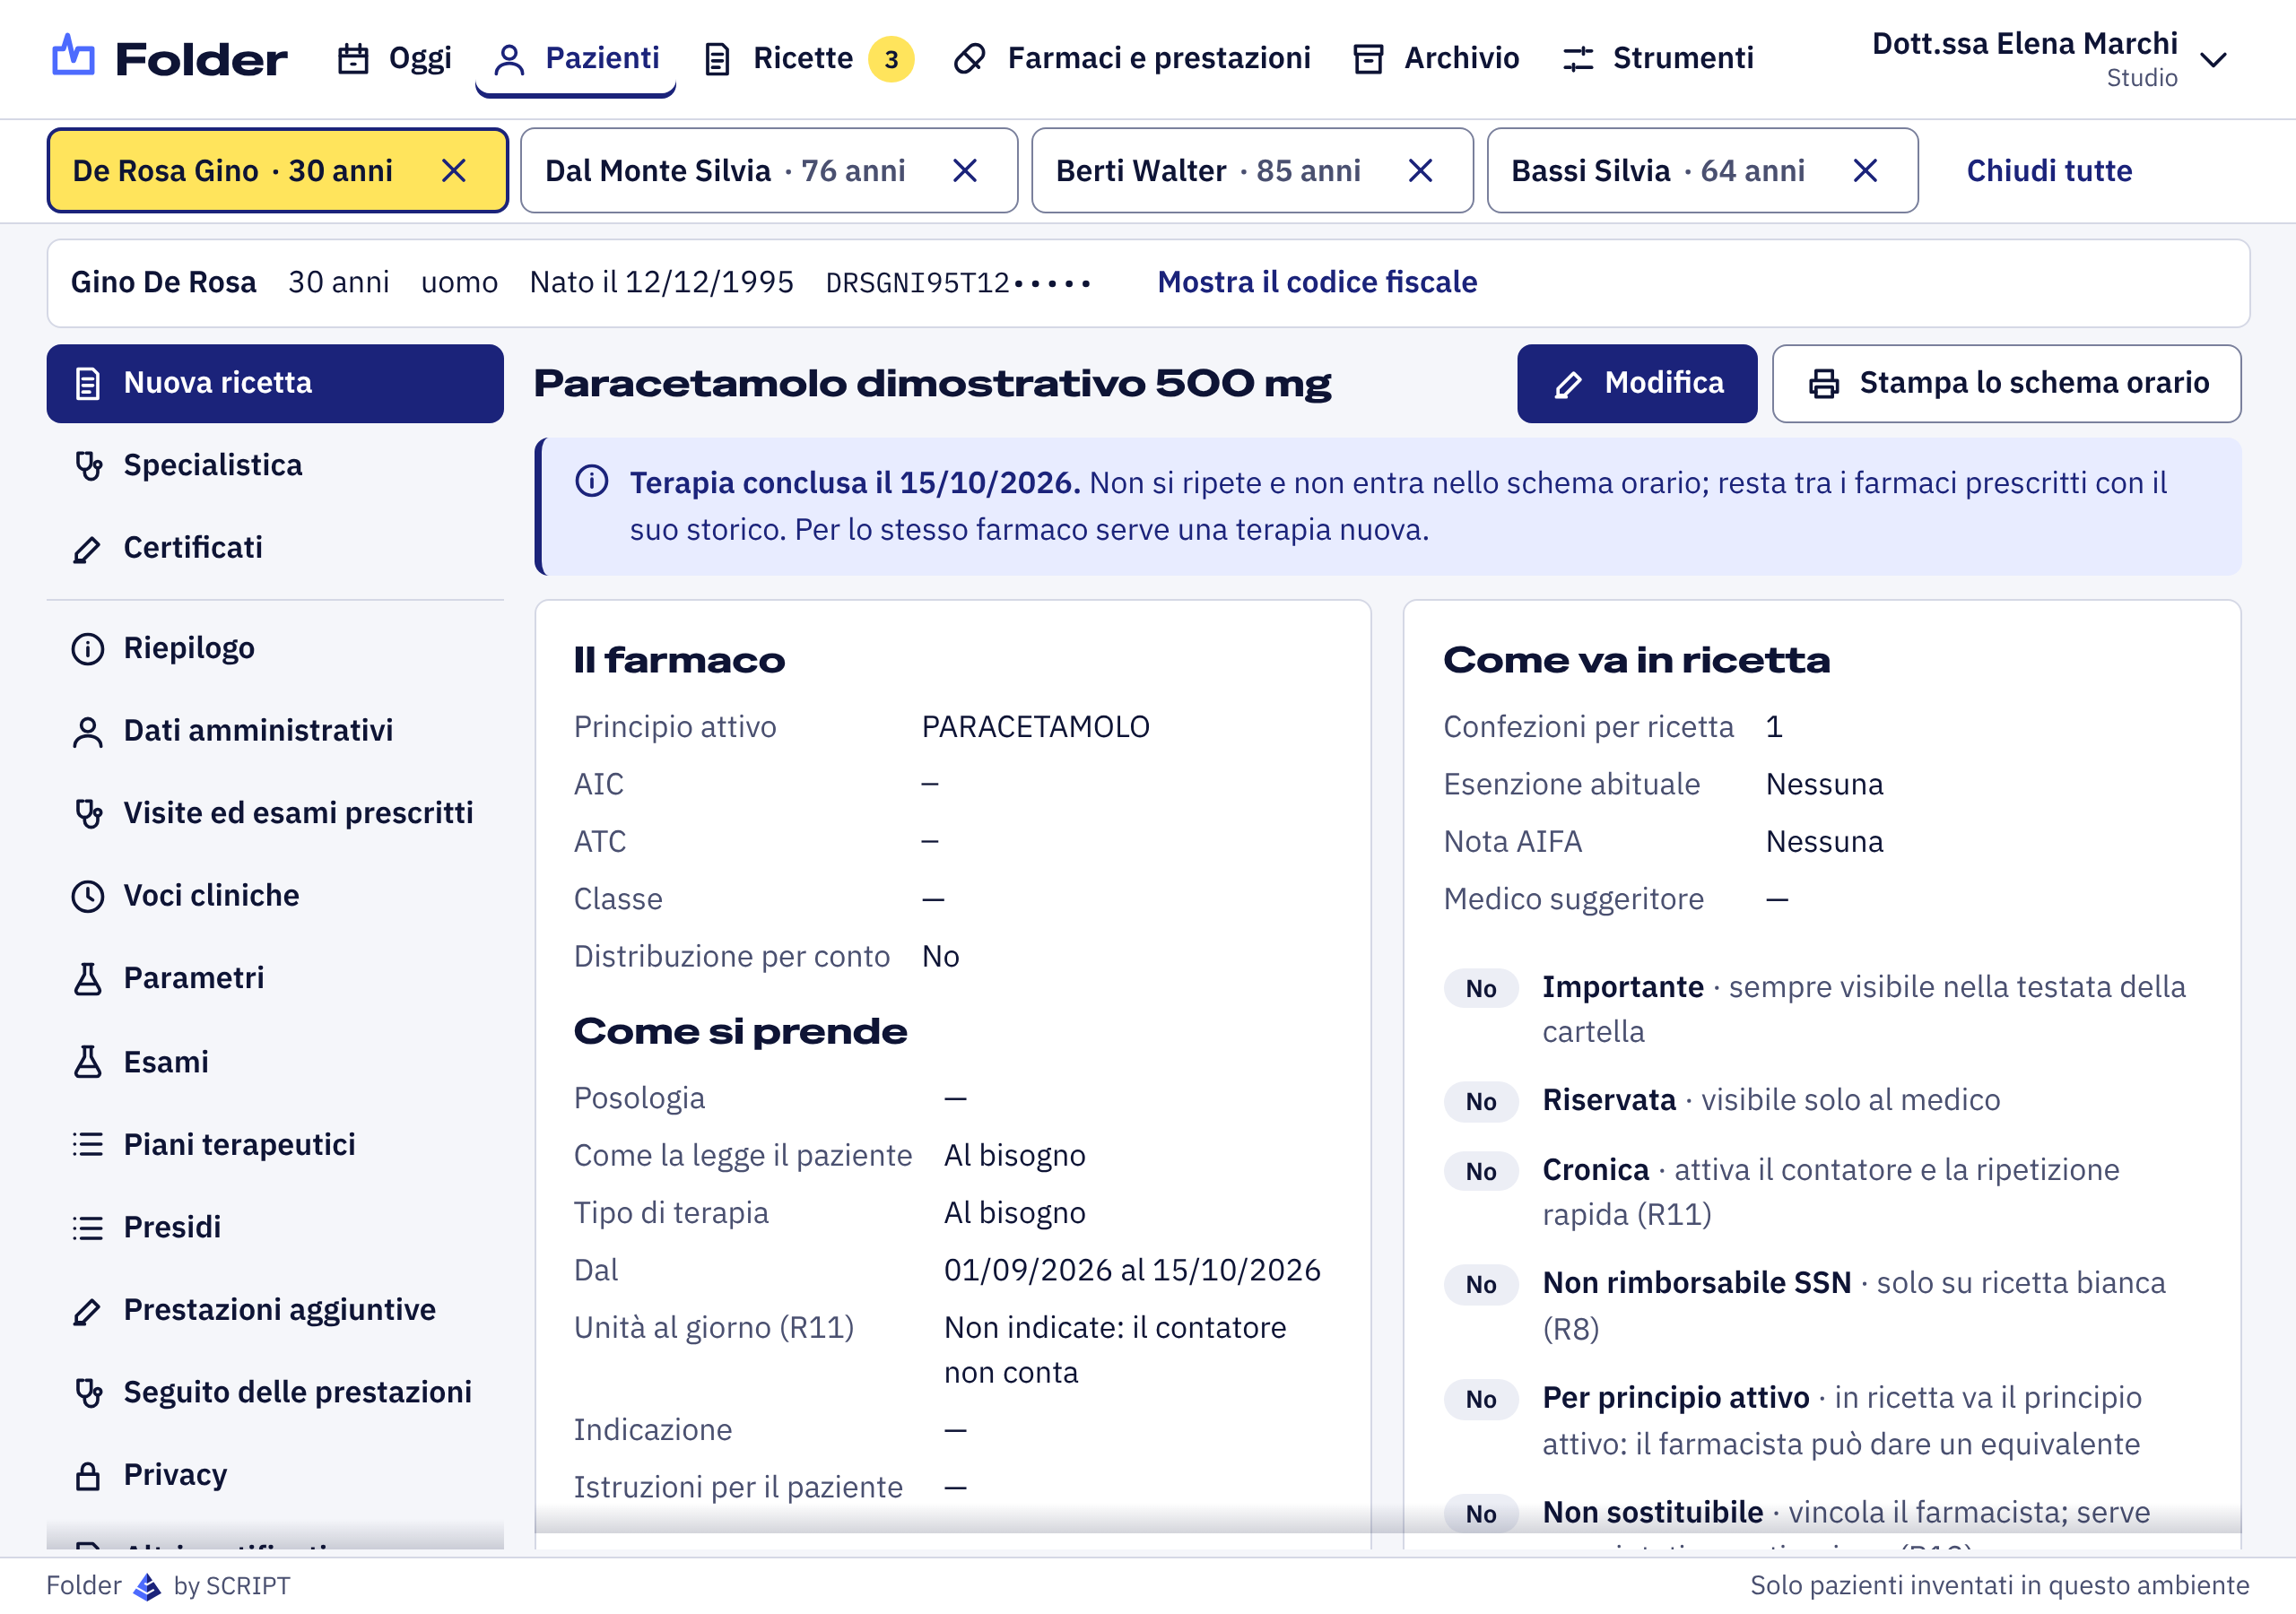 Folder
Oggi
Pazienti
Ricette 3
Farmaci e prestazioni
Archivio
Strumenti
Dott.ssa Elena Marchi
Studio
De Rosa Gino · 30 anni
Dal Monte Silvia · 76 anni
Berti Walter · 85 anni
Bassi Silvia · 64 anni
Chiudi tutte
Gino De Rosa 30 anni uomo Nato il 12/12/1995 DRSGNI95T12••••• Mostra il codice fiscale
Nuova ricetta
Specialistica
Certificati
Riepilogo
Dati amministrativi
Visite ed esami prescritti
Voci cliniche
Parametri
Esami
Piani terapeutici
Presidi
Prestazioni aggiuntive
Seguito delle prestazioni
Privacy
Paracetamolo dimostrativo 500 mg
Modifica
Stampa lo schema orario
Terapia conclusa il 15/10/2026. Non si ripete e non entra nello schema orario; resta tra i farmaci prescritti con il
suo storico. Per lo stesso farmaco serve una terapia nuova.
Il farmaco
Principio attivo PARACETAMOLO
AIC –
ATC –
Classe —
Distribuzione per conto No
Come si prende
Posologia —
Come la legge il paziente Al bisogno
Tipo di terapia Al bisogno
Dal 01/09/2026 al 15/10/2026
Unità al giorno (R11) Non indicate: il contatore
non conta
Indicazione —
Istruzioni per il paziente —
Come va in ricetta
Confezioni per ricetta 1
Esenzione abituale Nessuna
Nota AIFA Nessuna
Medico suggeritore —
No Importante · sempre visibile nella testata della
cartella
No Riservata · visibile solo al medico
No Cronica · attiva il contatore e la ripetizione
rapida (R11)
No Non rimborsabile SSN · solo su ricetta bianca
(R8)
No Per principio attivo · in ricetta va il principio
attivo: il farmacista può dare un equivalente
No Non sostituibile · vincola il farmacista; serve
Folder by SCRIPT
Solo pazienti inventati in questo ambiente